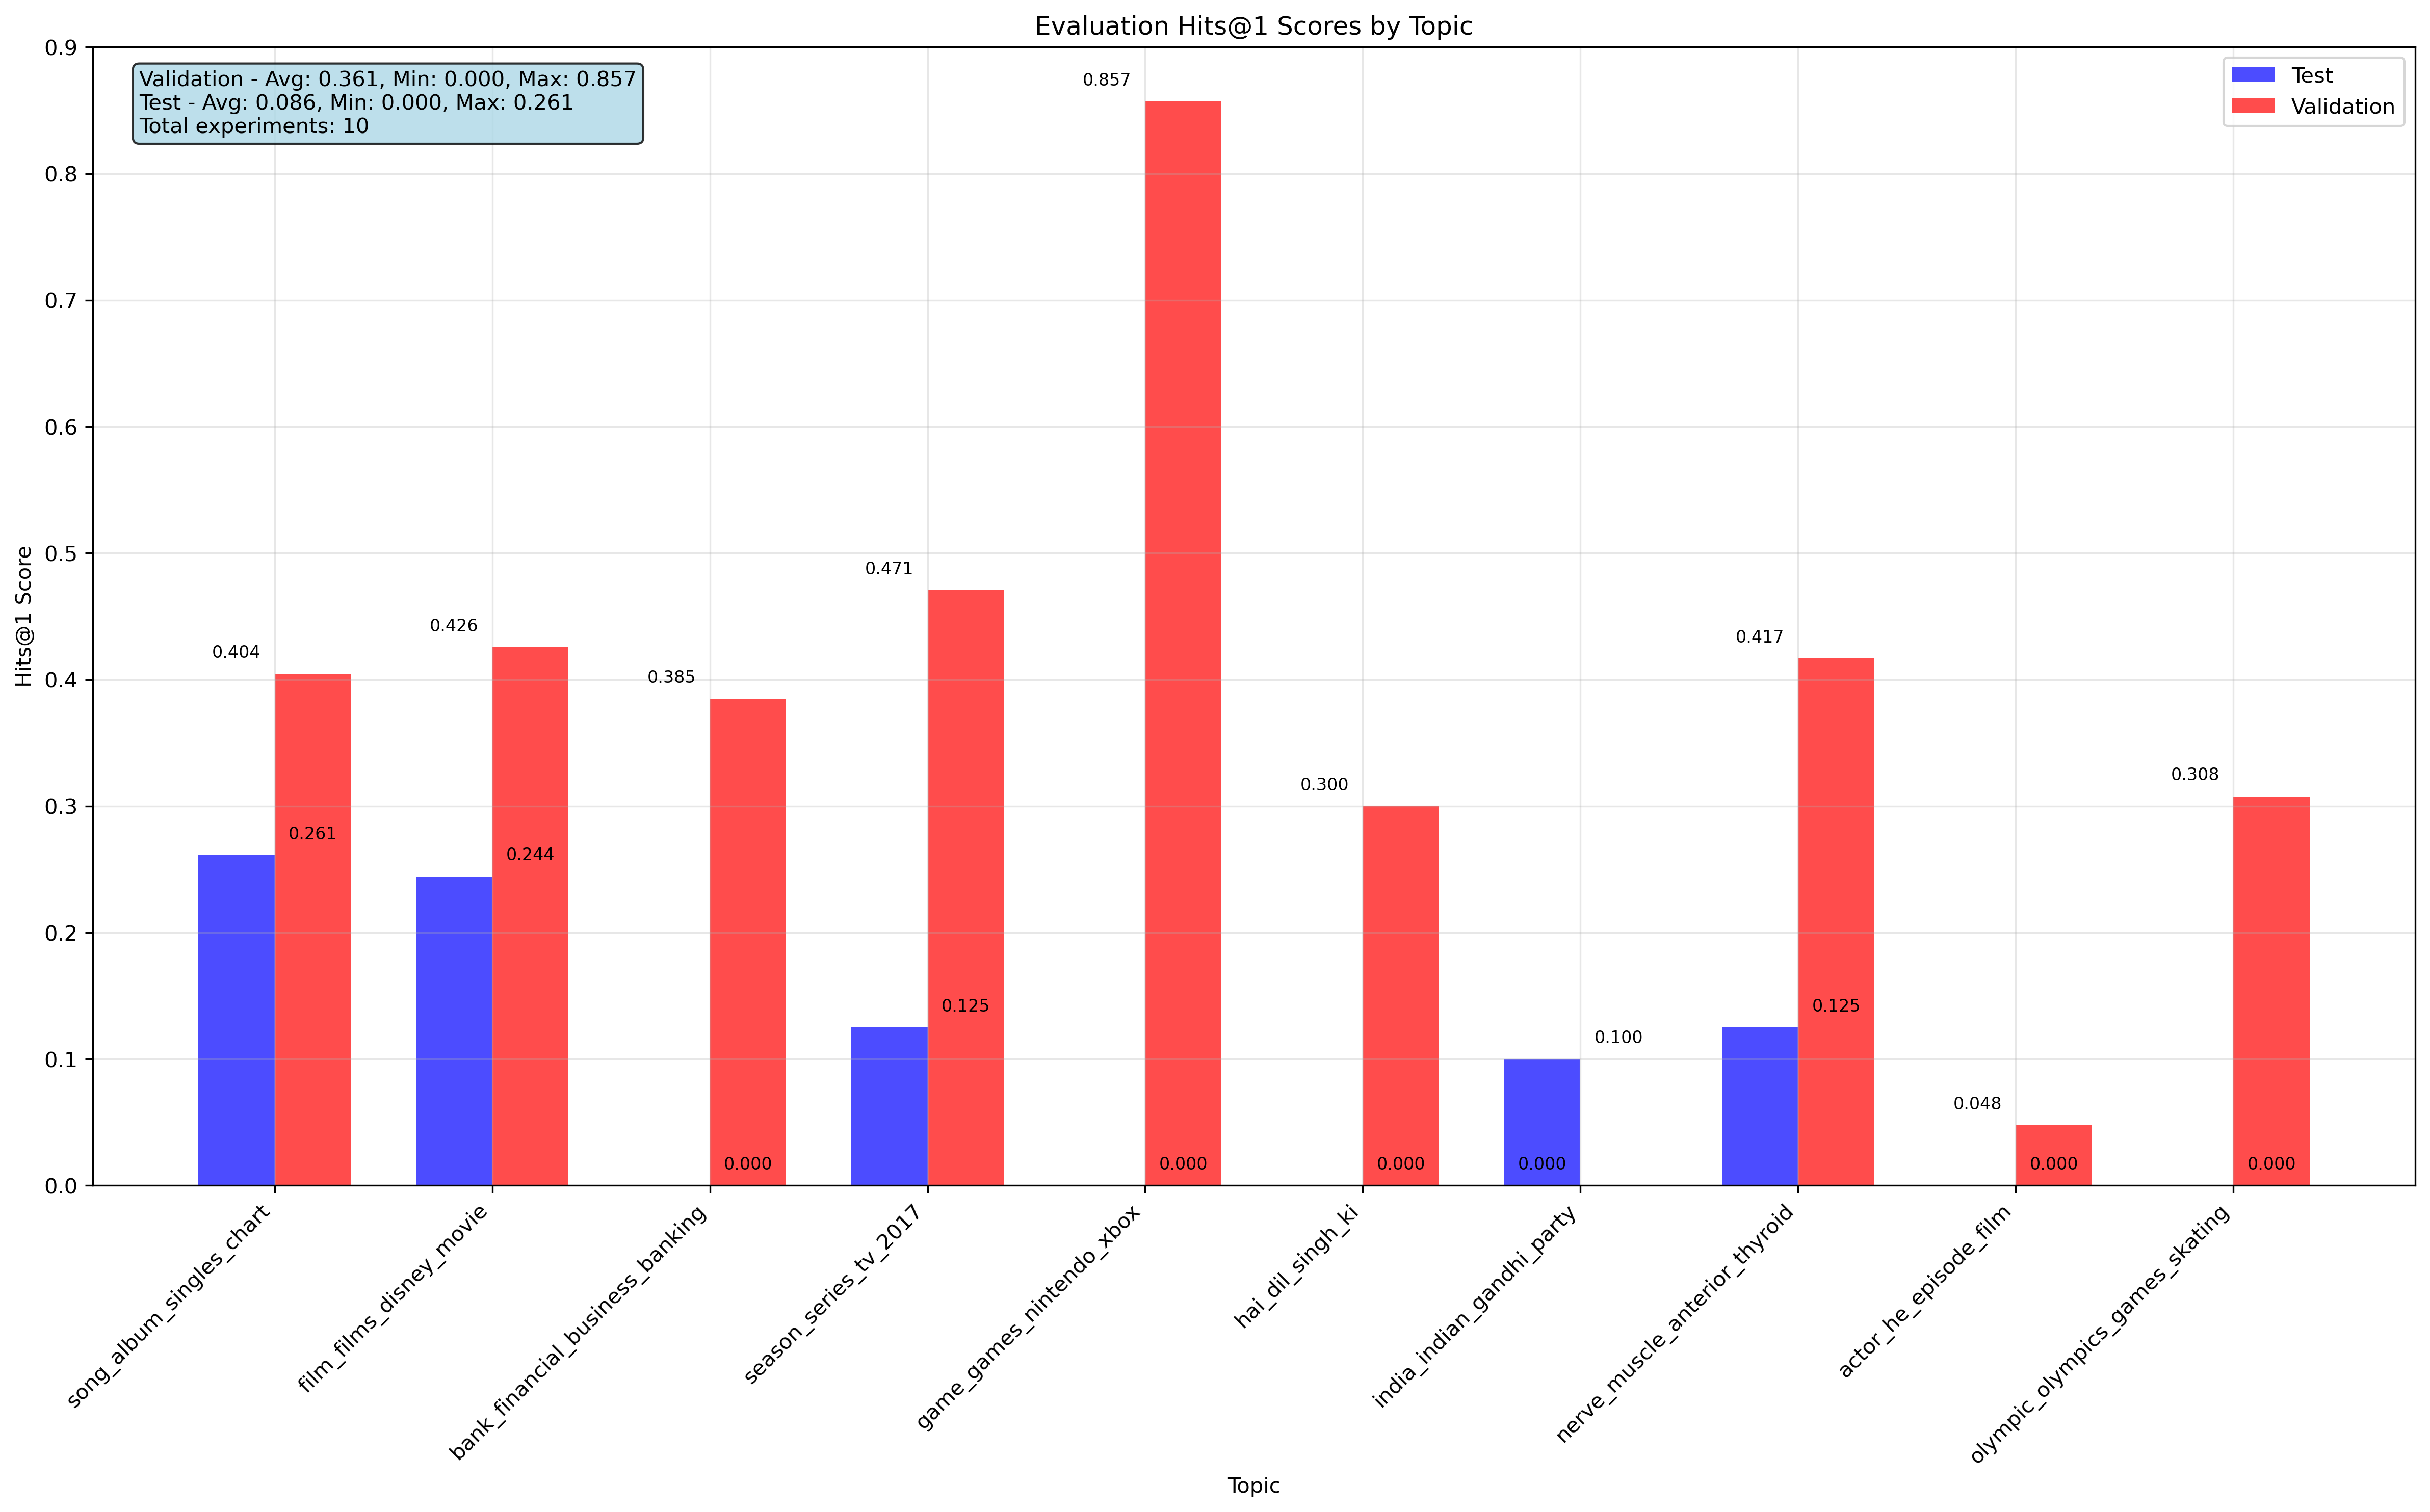 Evaluation Hits@1 Scores by Topic
Validation - Avg: 0.361, Min: 0.000, Max: 0.857
Test - Avg: 0.086, Min: 0.000, Max: 0.261
Total experiments: 10
Test
Validation
Hits@1 Score
0.9
0.8
0.7
0.6
0.5
0.4
0.3
0.2
0.1
0.0
0.404
0.261
0.426
0.244
0.385
0.000
0.471
0.125
0.857
0.000
0.300
0.000
0.000
0.100
0.417
0.125
0.048
0.000
0.308
0.000
song_album_singles_chart
film_films_disney_movie
bank_financial_business_banking
season_series_tv_2017
game_games_nintendo_xbox
hai_dil_singh_ki
india_indian_gandhi_party
nerve_muscle_anterior_thyroid
actor_he_episode_film
olympic_olympics_games_skating
Topic